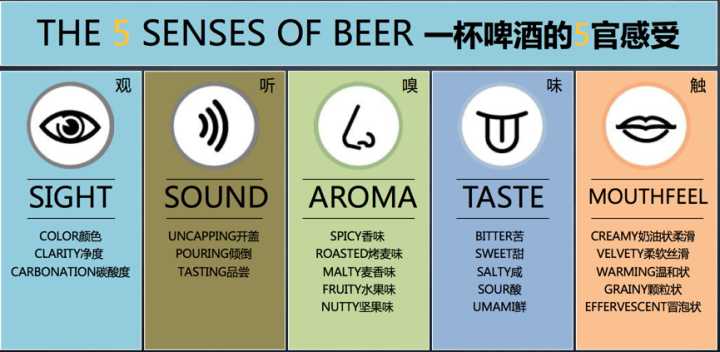 THE 5 SENSES OF BEER 一杯啤酒的5官感受
观
SIGHT
COLOR颜色
CLARITY净度
CARBONATION碳酸度
听
SOUND
UNCAPPING开盖
POURING倾倒
TASTING品尝
嗅
AROMA
SPICY香味
ROASTED烤麦味
MALTY麦香味
FRUITY水果味
NUTTY坚果味
味
TASTE
BITTER苦
SWEET甜
SALTY咸
SOUR酸
UMAMI鲜
触
MOUTHFEEL
CREAMY奶油状柔滑
VELVETY柔软丝滑
WARMING温和状
GRAINY颗粒状
EFFERVESCENT冒泡状